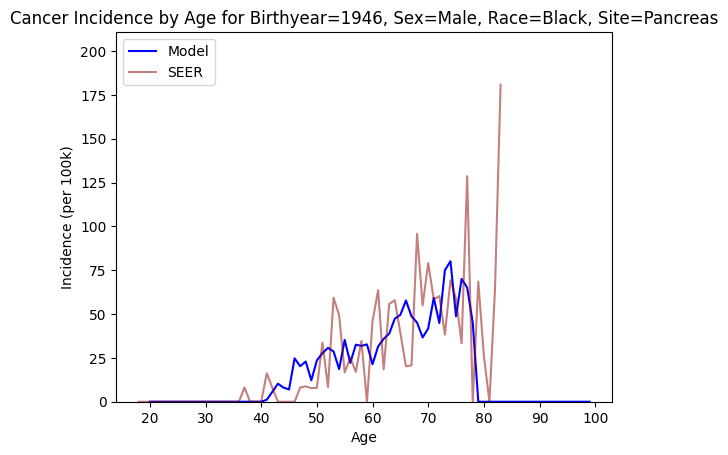 Cancer Incidence by Age for Birthyear=1946, Sex=Male, Race=Black, Site=Pancreas
Model
SEER
Incidence (per 100k)
200
175
150
125
100
75
50
25
0
20 30 40 50 60 70 80 90 100
Age